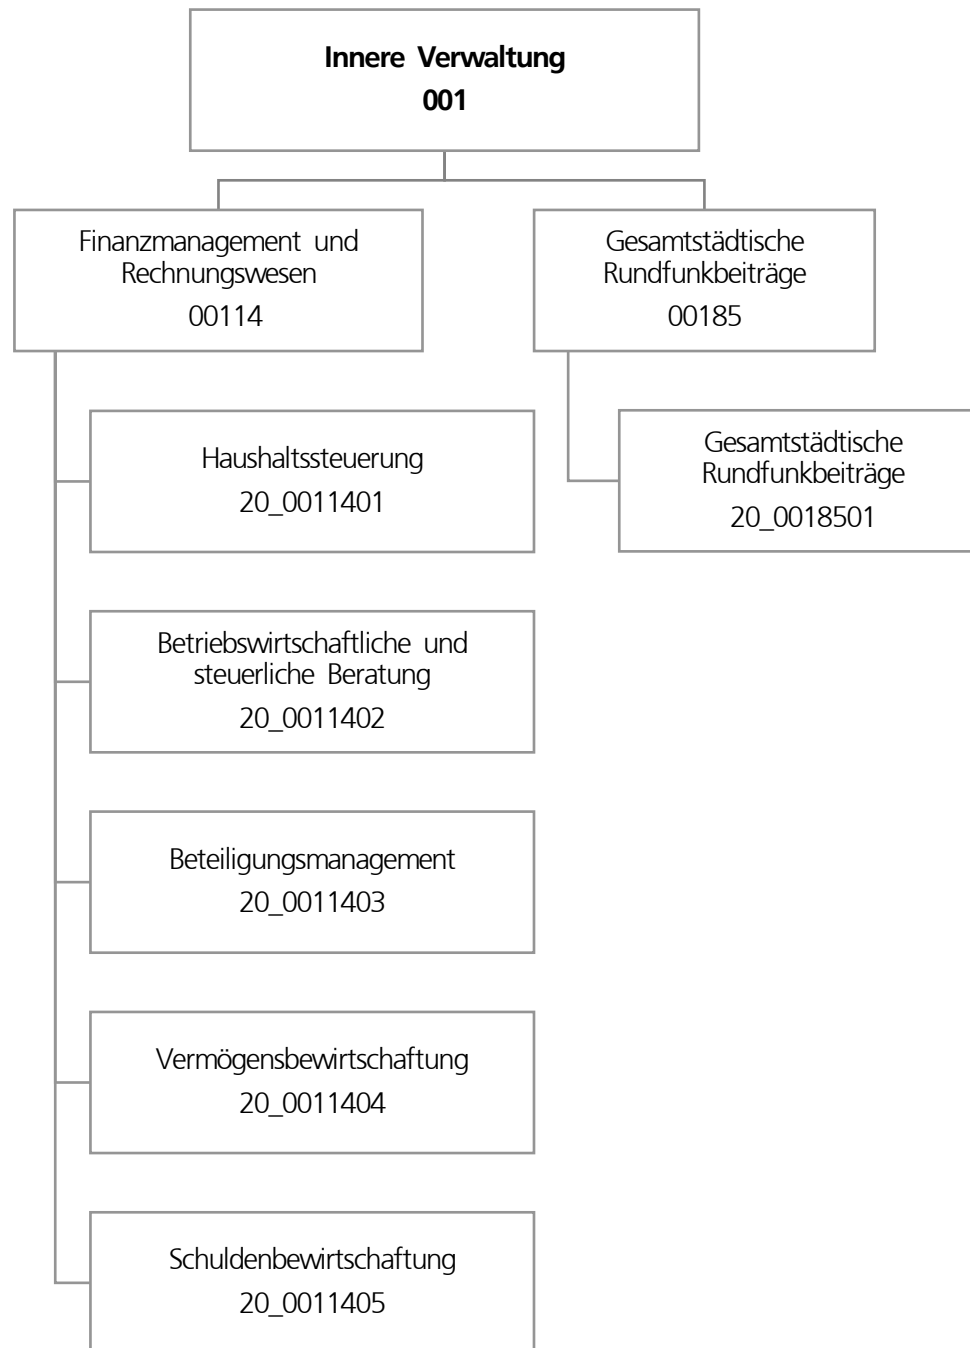 Innere Verwaltung
001
Finanzmanagement und
Rechnungswesen
00114
Gesamtstädtische
Rundfunkbeiträge
00185
Haushaltssteuerung
20_0011401
Gesamtstädtische
Rundfunkbeiträge
20_0018501
Betriebswirtschaftliche und
steuerliche Beratung
20_0011402
Beteiligungsmanagement
20_0011403
Vermögensbewirtschaftung
20_0011404
Schuldenbewirtschaftung
20_0011405